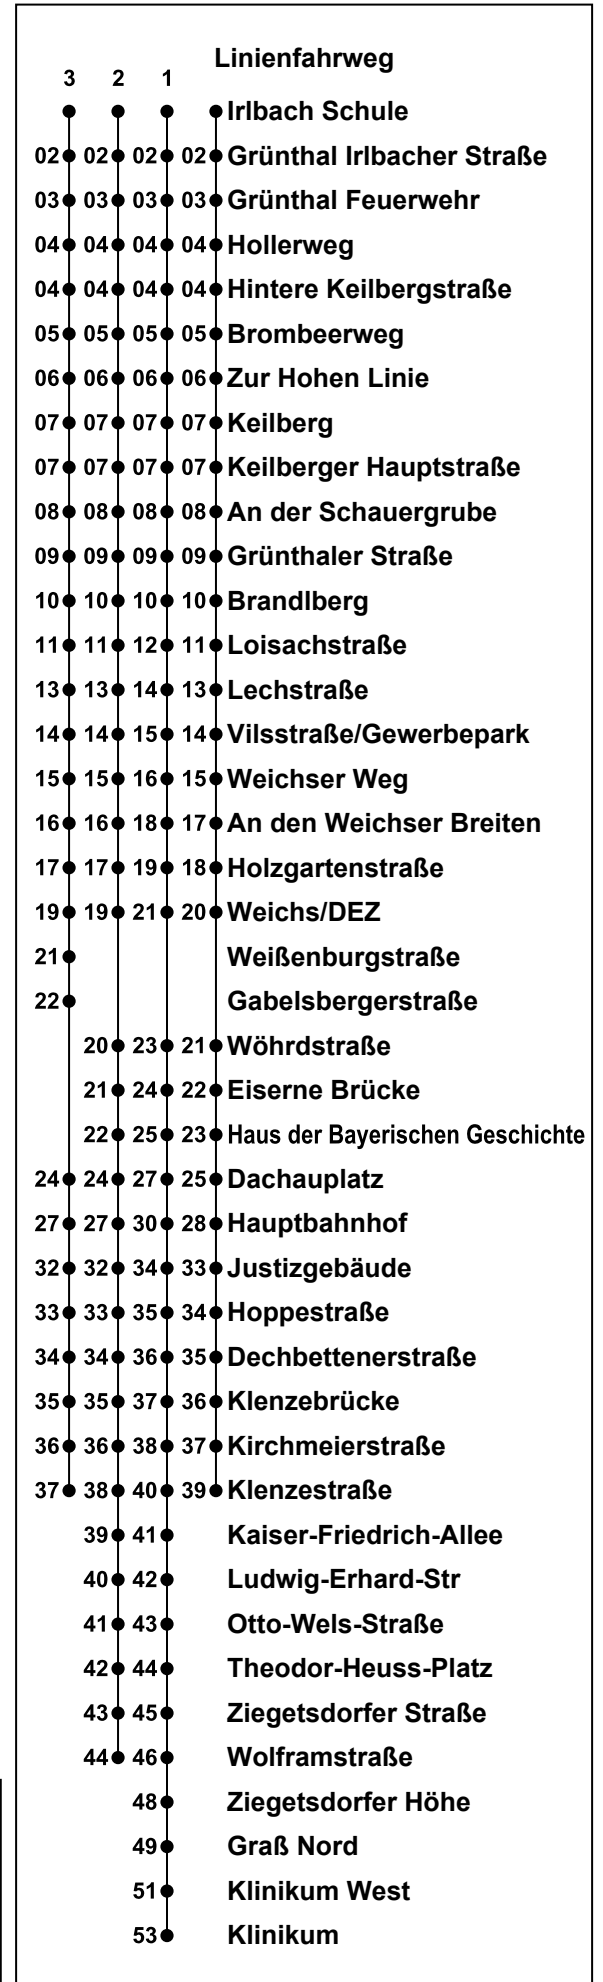 Linienfahrweg
3 2 1
Irlbach Schule
02 02 02 02 Grünthal Irlbacher Straße
03 03 03 03 Grünthal Feuerwehr
04 04 04 04 Hollerweg
04 04 04 04 Hintere Keilbergstraße
05 05 05 05 Brombeerweg
06 06 06 06 Zur Hohen Linie
07 07 07 07 Keilberg
07 07 07 07 Keilberger Hauptstraße
08 08 08 08 An der Schauergrube
09 09 09 09 Grünthaler Straße
10 10 10 10 Brandlberg
11 11 12 11 Loisachstraße
13 13 14 13 Lechstraße
14 14 15 14 Vilsstraße/Gewerbepark
15 15 16 15 Weichser Weg
16 16 18 17 An den Weichser Breiten
17 17 19 18 Holzgartenstraße
19 19 21 20 Weichs/DEZ
21 Weißenburgstraße
22 Gabelsbergerstraße
20 23 21 Wöhrdstraße
21 24 22 Eiserne Brücke
22 25 23 Haus der Bayerischen Geschichte
24 24 27 25 Dachauplatz
27 27 30 28 Hauptbahnhof
32 32 34 33 Justizgebäude
33 33 35 34 Hoppestraße
34 34 36 35 Dechbettenerstraße
35 35 37 36 Klenzebrücke
36 36 38 37 Kirchmeierstraße
37 38 40 39 Klenzestraße
39 41 Kaiser-Friedrich-Allee
40 42 Ludwig-Erhard-Str
41 43 Otto-Wels-Straße
42 44 Theodor-Heuss-Platz
43 45 Ziegetsdorfer Straße
44 46 Wolframstraße
48 Ziegetsdorfer Höhe
49 Graß Nord
51 Klinikum West
53 Klinikum